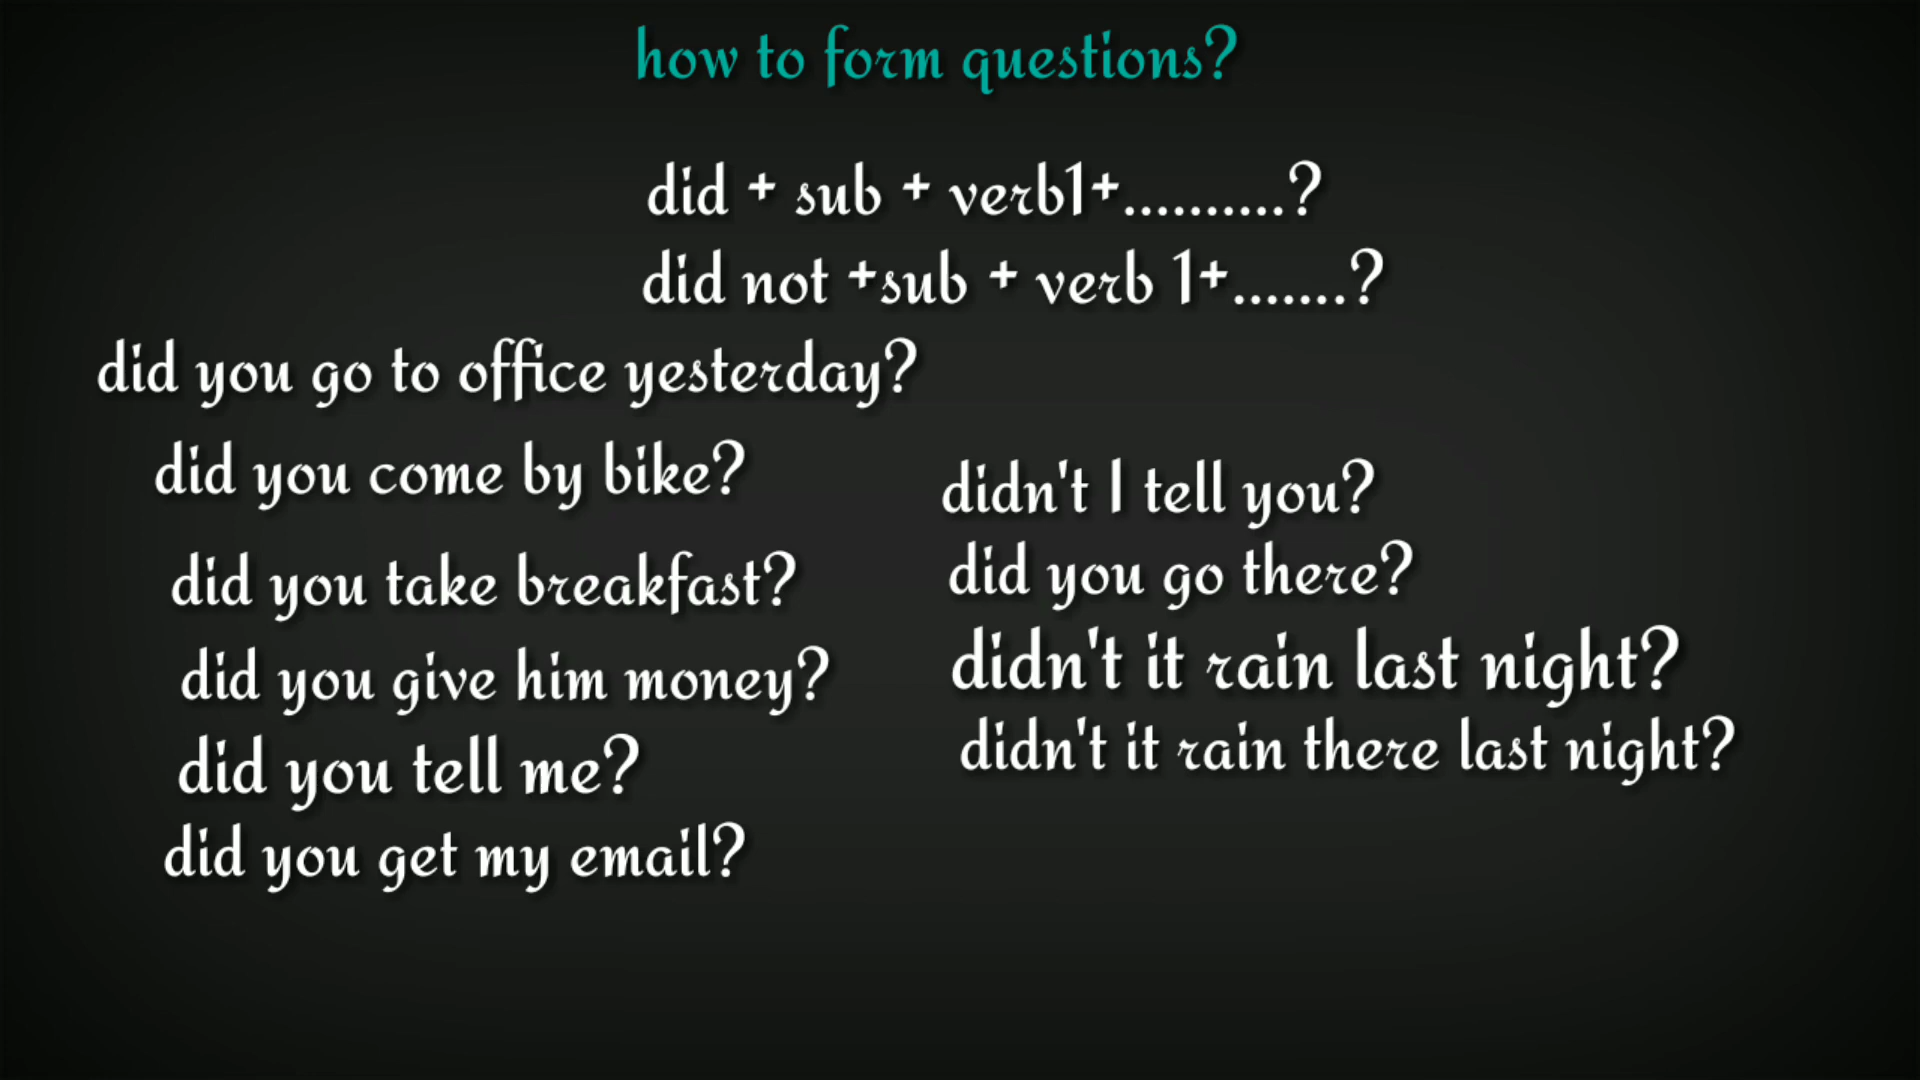 how to form questions?
did + sub + verb1+..........?
did not +sub + verb 1+.......?
did you go to office yesterday?
did you come by bike?
did you take breakfast?
did you give him money?
did you tell me?
did you get my email?
didn't I tell you?
did you go there?
didn't it rain last night?
didn't it rain there last night?